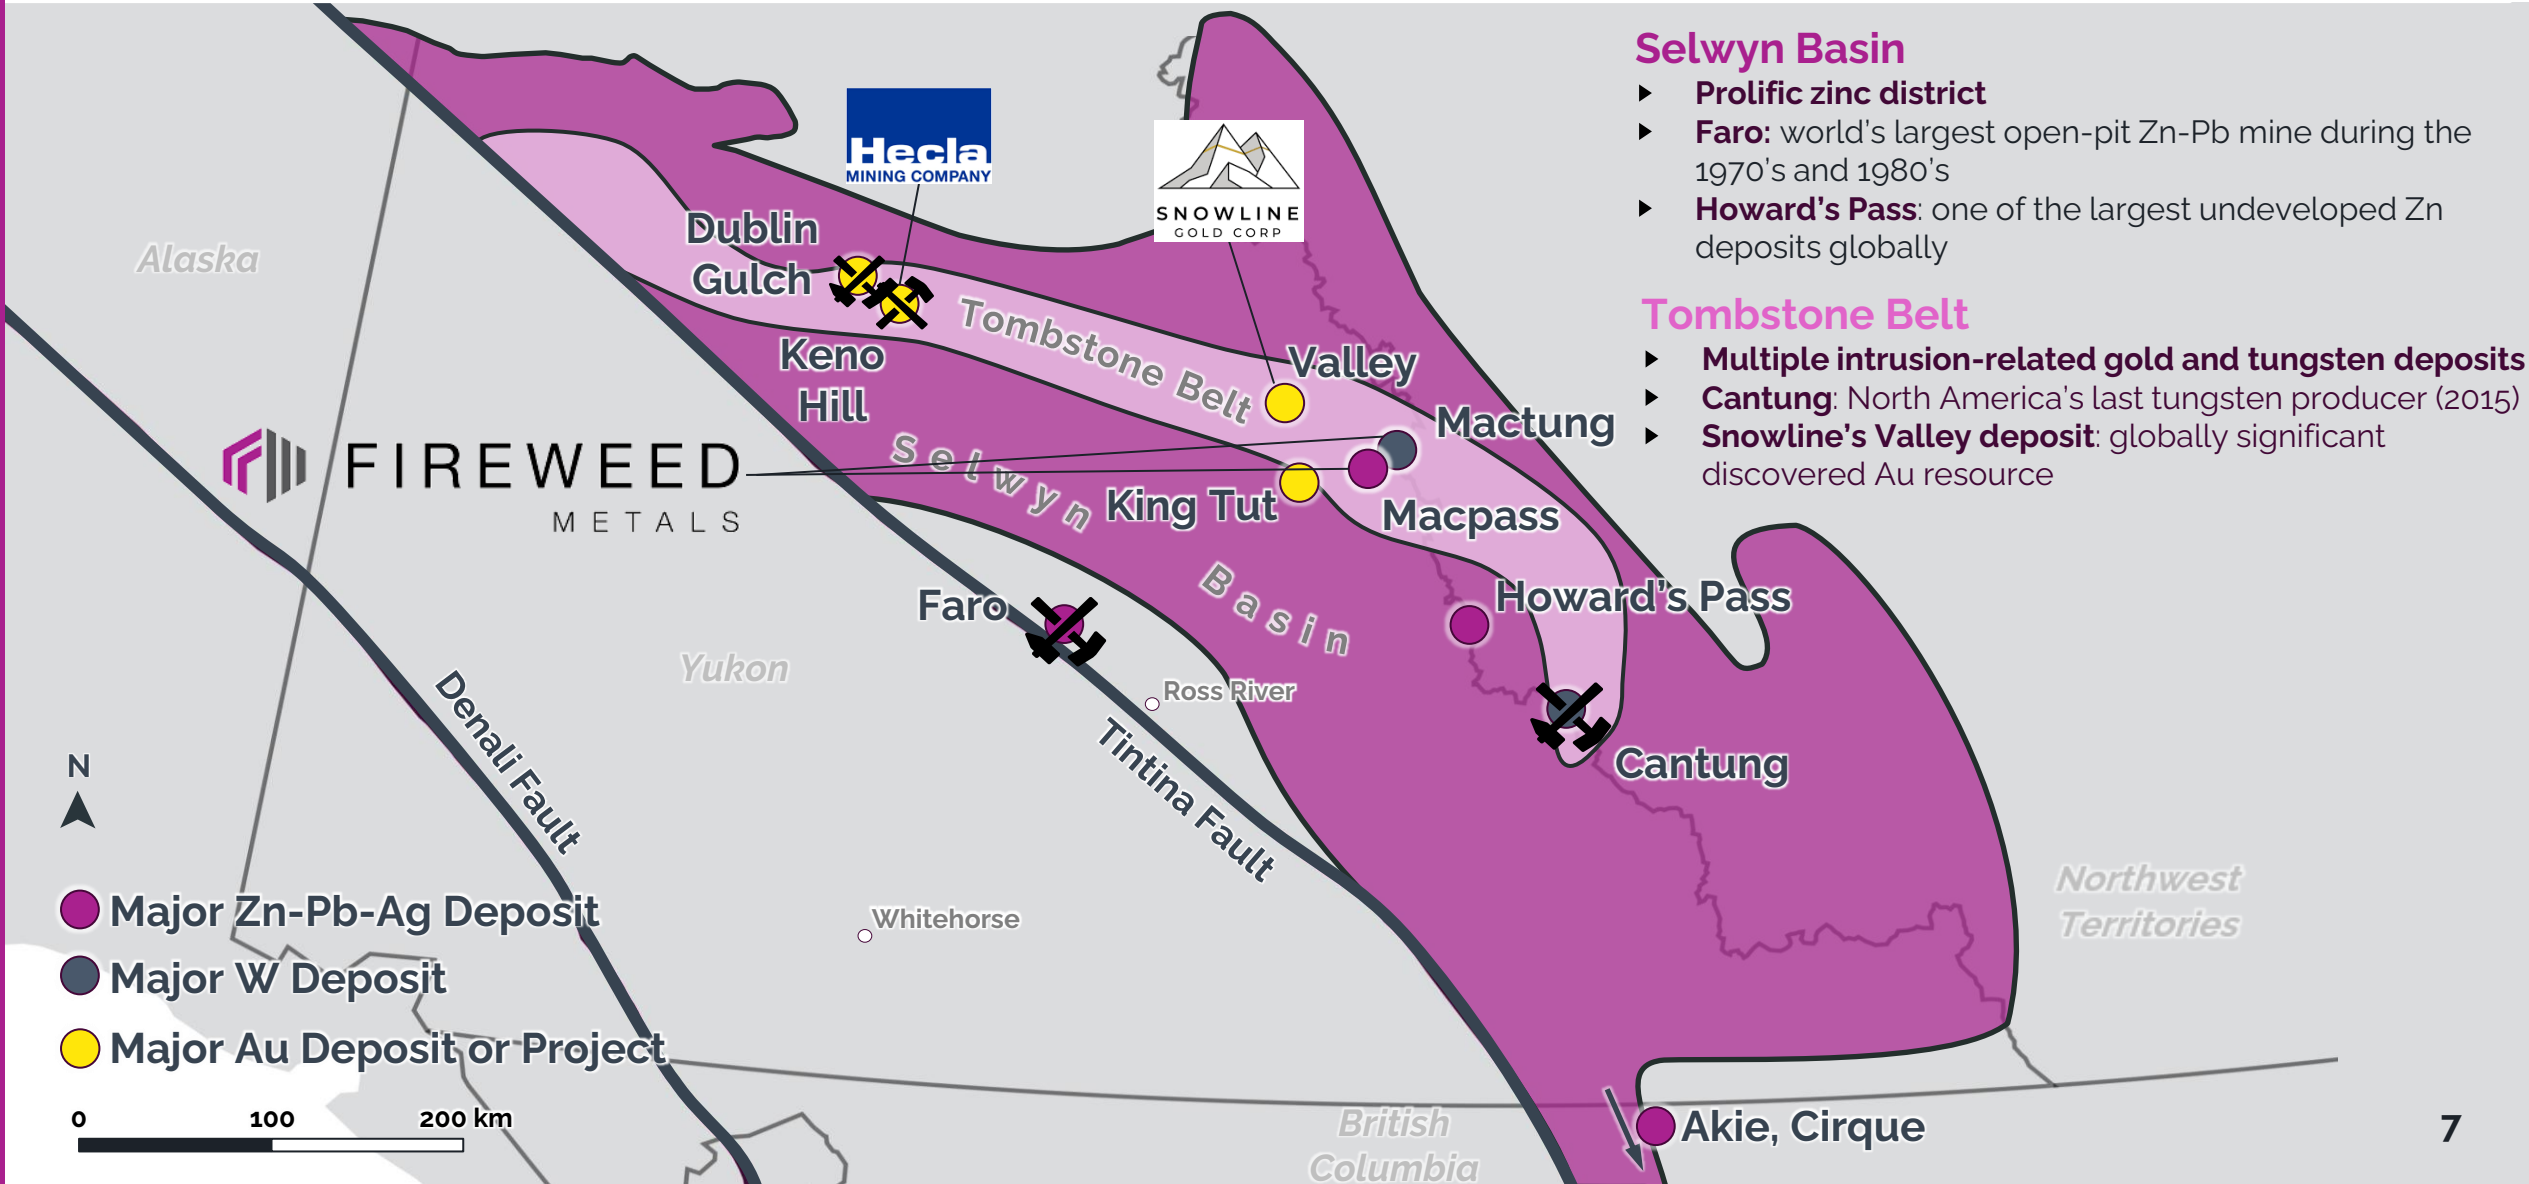 Selwyn Basin
Prolific zinc district
Faro: world's largest open-pit Zn-Pb mine during the
1970's and 1980's
Howard's Pass: one of the largest undeveloped Zn
deposits globally
Tombstone Belt
Multiple intrusion-related gold and tungsten deposits
Cantung: North America's last tungsten producer (2015)
Snowline's Valley deposit: globally significant
discovered Au resource
Hecla
MINING COMPANY
SNOWLINE
GOLD CORP
Alaska
Dublin
Gulch
Keno
Hill
Tombstone Belt
Valley
Mactung
FIREWEED
METALS
Selwyn
Basin
King Tut
Macpass
Howard's Pass
Faro
Yukon
Ross River
Cantung
Denali Fault
Tintina Fault
Whitehorse
Northwest
Territories
British
Columbia
Akie, Cirque
N
Major Zn-Pb-Ag Deposit
Major W Deposit
Major Au Deposit or Project
0 100 200 km
7